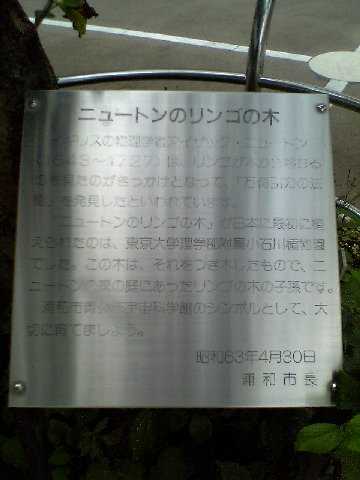 ニュートンのリンゴの木
イギリスの物理学者アイザック・ニュートン
(1643〜1727)は、リンゴが木から落ちる
のを見たのがきっかけとなって、「万有引力の法
則」を発見したといわれています。
「ニュートンのリンゴの木」が日本に最初に植
えられたのは、東京大学理学部附属小石川植物園
でした。この木は、それをつぎ木したもので、ニ
ュートンの家の庭にあったリンゴの木の子孫です。
浦和市青少年宇宙科学館のシンボルとして、大
切に育てましょう。
昭和63年4月30日
浦和市長